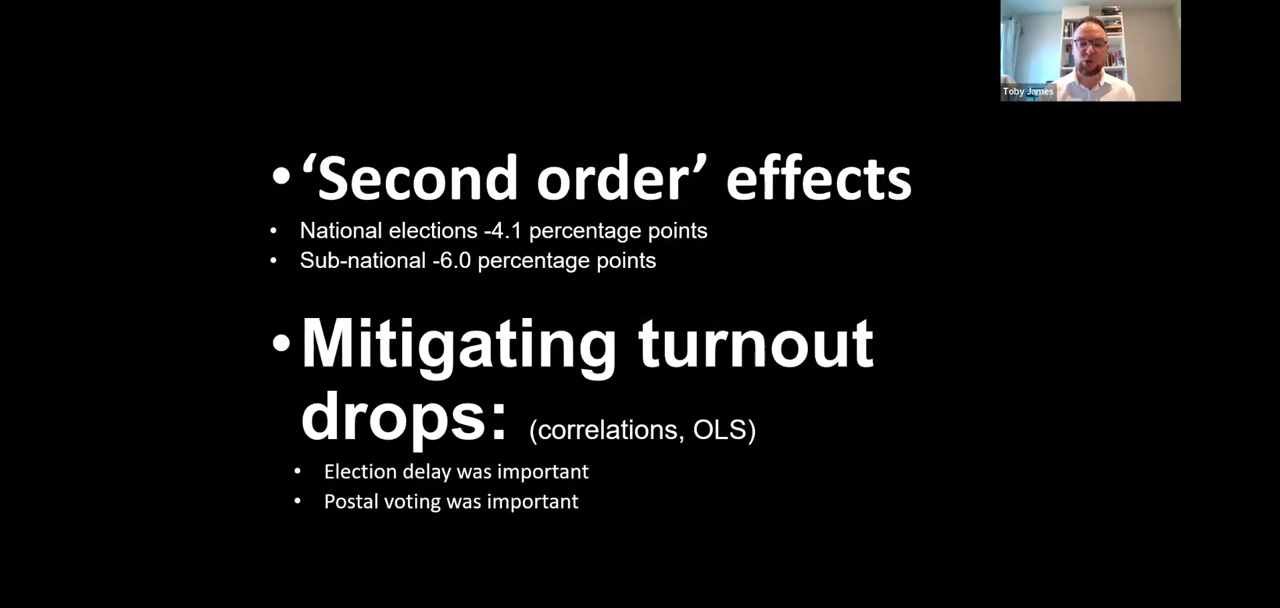 Toby James
• ‘Second order’ effects
• National elections -4.1 percentage points
• Sub-national -6.0 percentage points
• Mitigating turnout
drops: (correlations, OLS)
• Election delay was important
• Postal voting was important